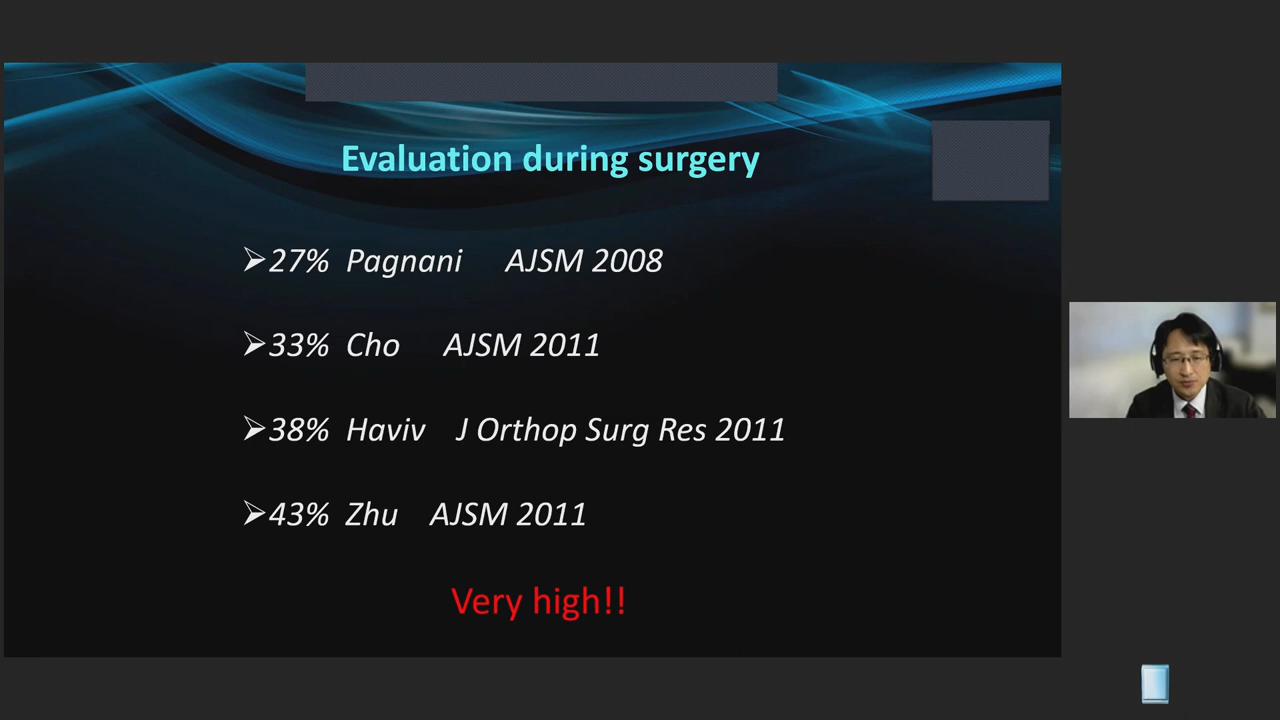 Evaluation during surgery
➢27% Pagnani AJSM 2008
➢33% Cho AJSM 2011
➢38% Haviv J Orthop Surg Res 2011
➢43% Zhu AJSM 2011
Very high!!